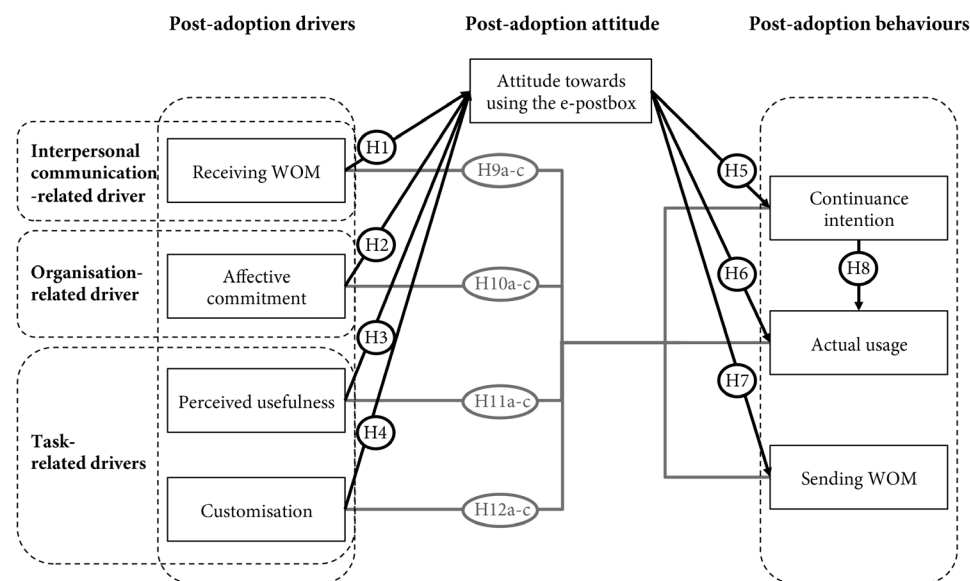 Post-adoption drivers
Post-adoption attitude
Post-adoption behaviours
Attitude towards
using the e-postbox
Interpersonal
communication
-related driver
Receiving WOM
H1
H9a-c
H5
Continuance
intention
Organisation-
related driver
Affective
commitment
H2
H10a-c
H6
H8
H3
Actual usage
Perceived usefulness
H11a-c
H7
Task-
related drivers
H4
Customisation
H12a-c
Sending WOM